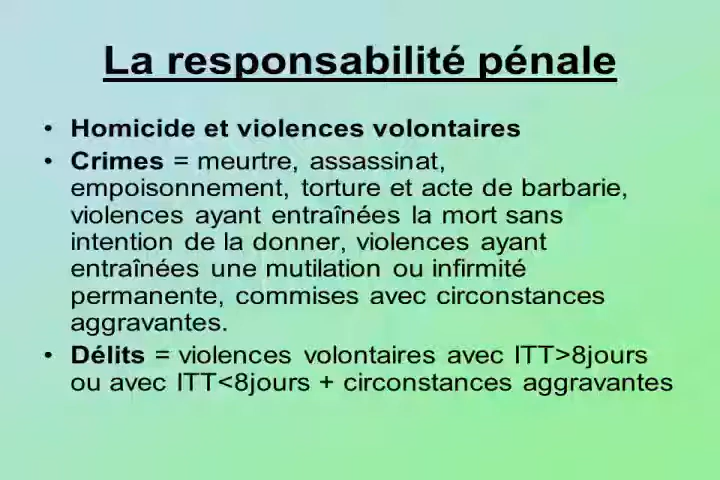 La responsabilité pénale
• Homicide et violences volontaires
• Crimes = meurtre, assassinat,
empoisonnement, torture et acte de barbarie,
violences ayant entraînées la mort sans
intention de la donner, violences ayant
entraînées une mutilation ou infirmité
permanente, commises avec circonstances
aggravantes.
• Délits = violences volontaires avec ITT>8jours
ou avec ITT<8jours + circonstances aggravantes